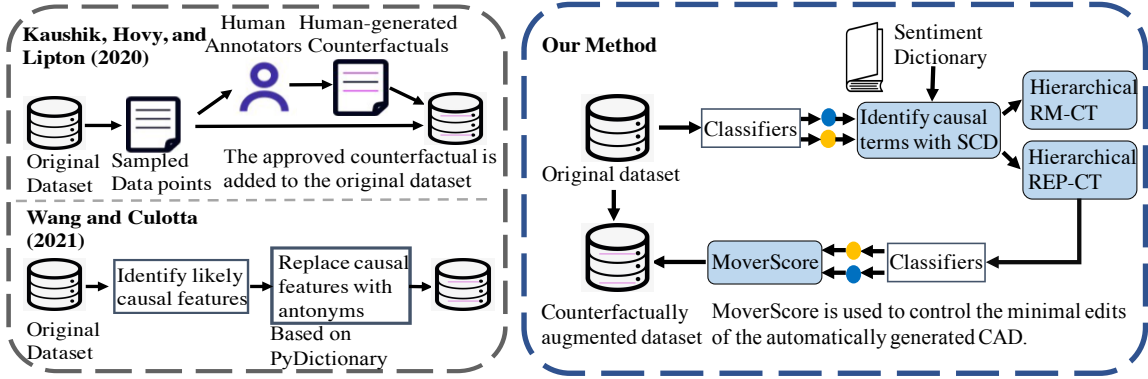 Kaushik, Hovy, and
Lipton (2020)
Human
Annotators
Human-generated
Counterfactuals
Original
Dataset
Sampled
Data points
The approved counterfactual is
added to the original dataset
Wang and Culotta
(2021)
Original
Dataset
Identify likely
causal features
Replace causal
features with
antonyms
Based on
PyDictionary
Our Method
Sentiment
Dictionary
Original dataset
Classifiers
Identify causal
terms with SCD
Hierarchical
RM-CT
Hierarchical
REP-CT
Classifiers
MoverScore
Counterfactually
augmented dataset
MoverScore is used to control the minimal edits
of the automatically generated CAD.